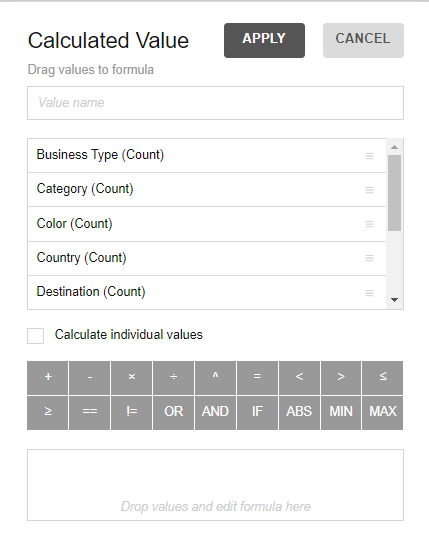 Calculated Value
APPLY
CANCEL
Drag values to formula
Value name
Business Type (Count)
Category (Count)
Color (Count)
Country (Count)
Destination (Count)
Calculate individual values
+ - × ÷ ^ = < > ≤
≥ == != OR AND IF ABS MIN MAX
Drop values and edit formula here